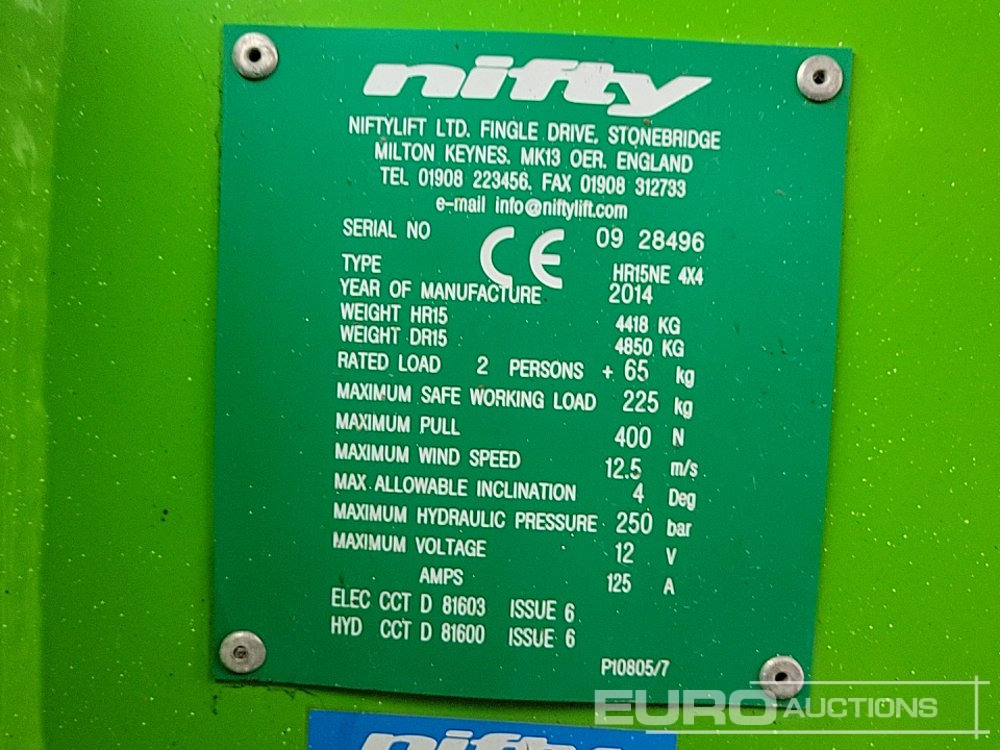 nifty
NIFTYLIFT LTD. FINGLE DRIVE, STONEBRIDGE
MILTON KEYNES. MK13 OER. ENGLAND
TEL 01908 223456. FAX 01908 312733
e-mail info@niftylift.com
SERIAL NO CE 09 28496
TYPE HR15NE 4X4
YEAR OF MANUFACTURE 2014
WEIGHT HR15 4418 KG
WEIGHT DR15 4850 KG
RATED LOAD 2 PERSONS + 65 kg
MAXIMUM SAFE WORKING LOAD 225 kg
MAXIMUM PULL 400 N
MAXIMUM WIND SPEED 12.5 m/s
MAX. ALLOWABLE INCLINATION 4 Deg
MAXIMUM HYDRAULIC PRESSURE 250 bar
MAXIMUM VOLTAGE 12 V
AMPS 125 A
ELEC CCT D 81603 ISSUE 6
HYD CCT D 81600 ISSUE 6
P10805/7
EURO AUCTIONS
nifty